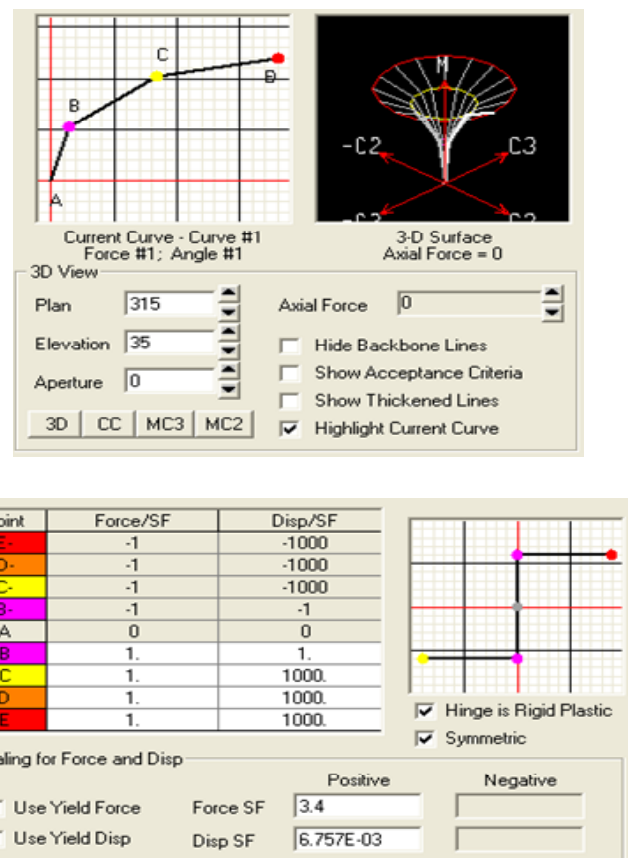 A
B
C
D
M
-C2
C3
Current Curve - Curve #1
Force #1; Angle #1
3-D Surface
Axial Force = 0
3D View
Plan 315
Elevation 35
Aperture 0
3D CC MC3 MC2
Axial Force 0
Hide Backbone Lines
Show Acceptance Criteria
Show Thickened Lines
Highlight Current Curve
Force/SF Disp/SF
E- -1 -1000
D- -1 -1000
C- -1 -1000
B- -1 -1
A 0 0
B 1. 1.
C 1. 1000.
D 1. 1000.
E 1. 1000.
Hinge is Rigid Plastic
Symmetric
for Force and Disp
Positive Negative
Use Yield Force Force SF 3.4
Use Yield Disp Disp SF 6.757E-03